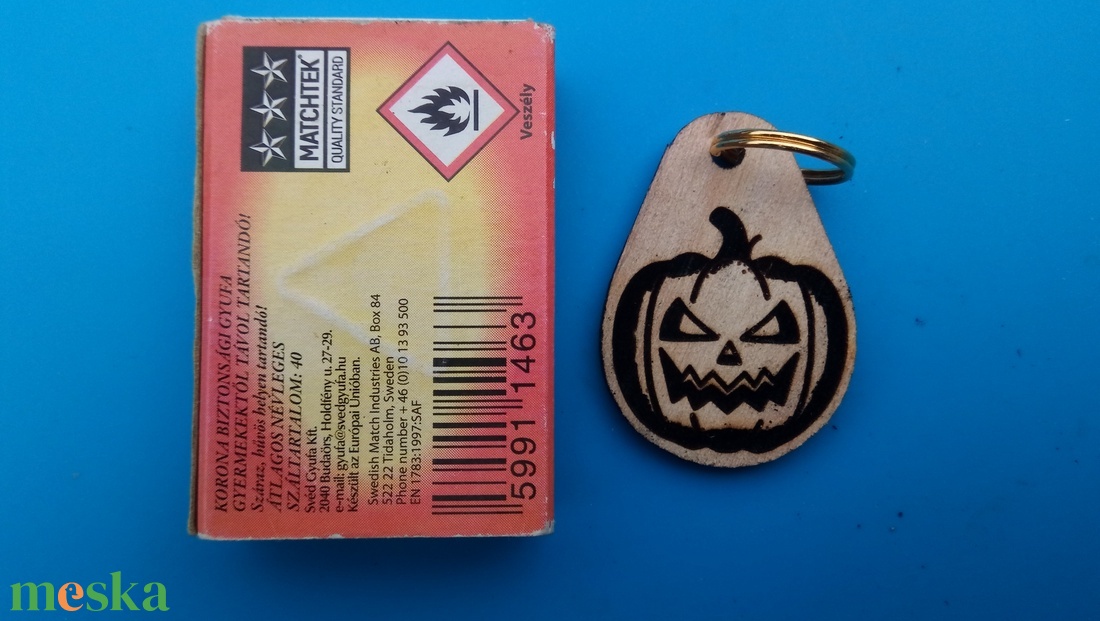 MATCHTEK®
QUALITY STANDARD
Veszély
KORONA BIZTONSÁGI GYUFA
GYERMEKEKTŐL TÁVOL TARTANDÓ!
Száraz, hűvös helyen tartandó!
ÁTLAGOS NÉVLEGES
SZÁLTARTALOM: 40
Svéd Gyufa Kft.
2040 Budaörs, Holdfény u. 27-29.
e-mail: gyufa@svedgyufa.hu
Készült az Európai Unióban.
Swedish Match Industries AB, Box 84
522 22 Tidaholm, Sweden
Phone number + 46 (0)10 13 93 500
EN 1783:1997:SAF
5991 1463
meska